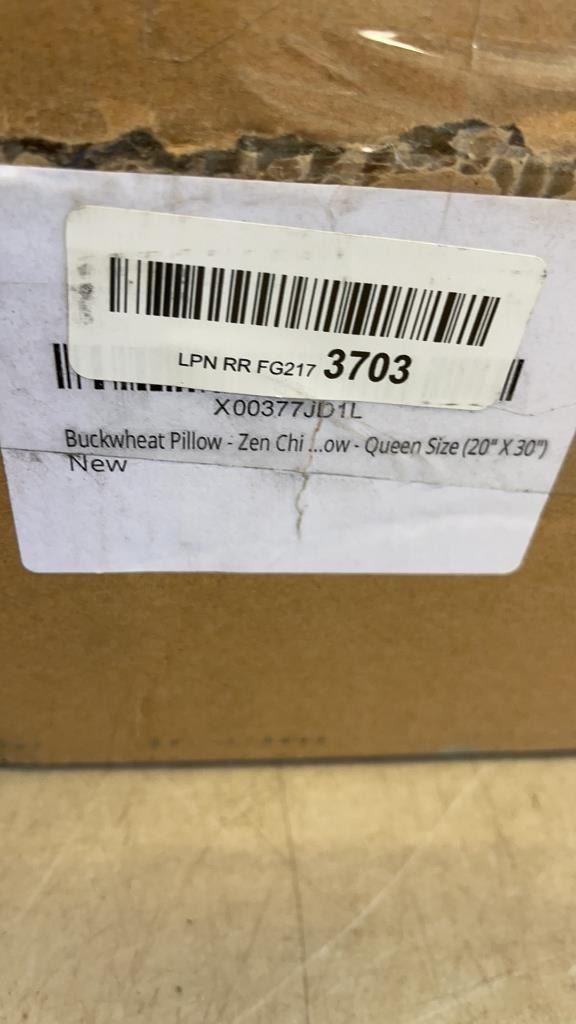 LPN RR FG217 3703
X00377JD1L
Buckwheat Pillow - Zen Chi ...ow - Queen Size (20" X 30")
New